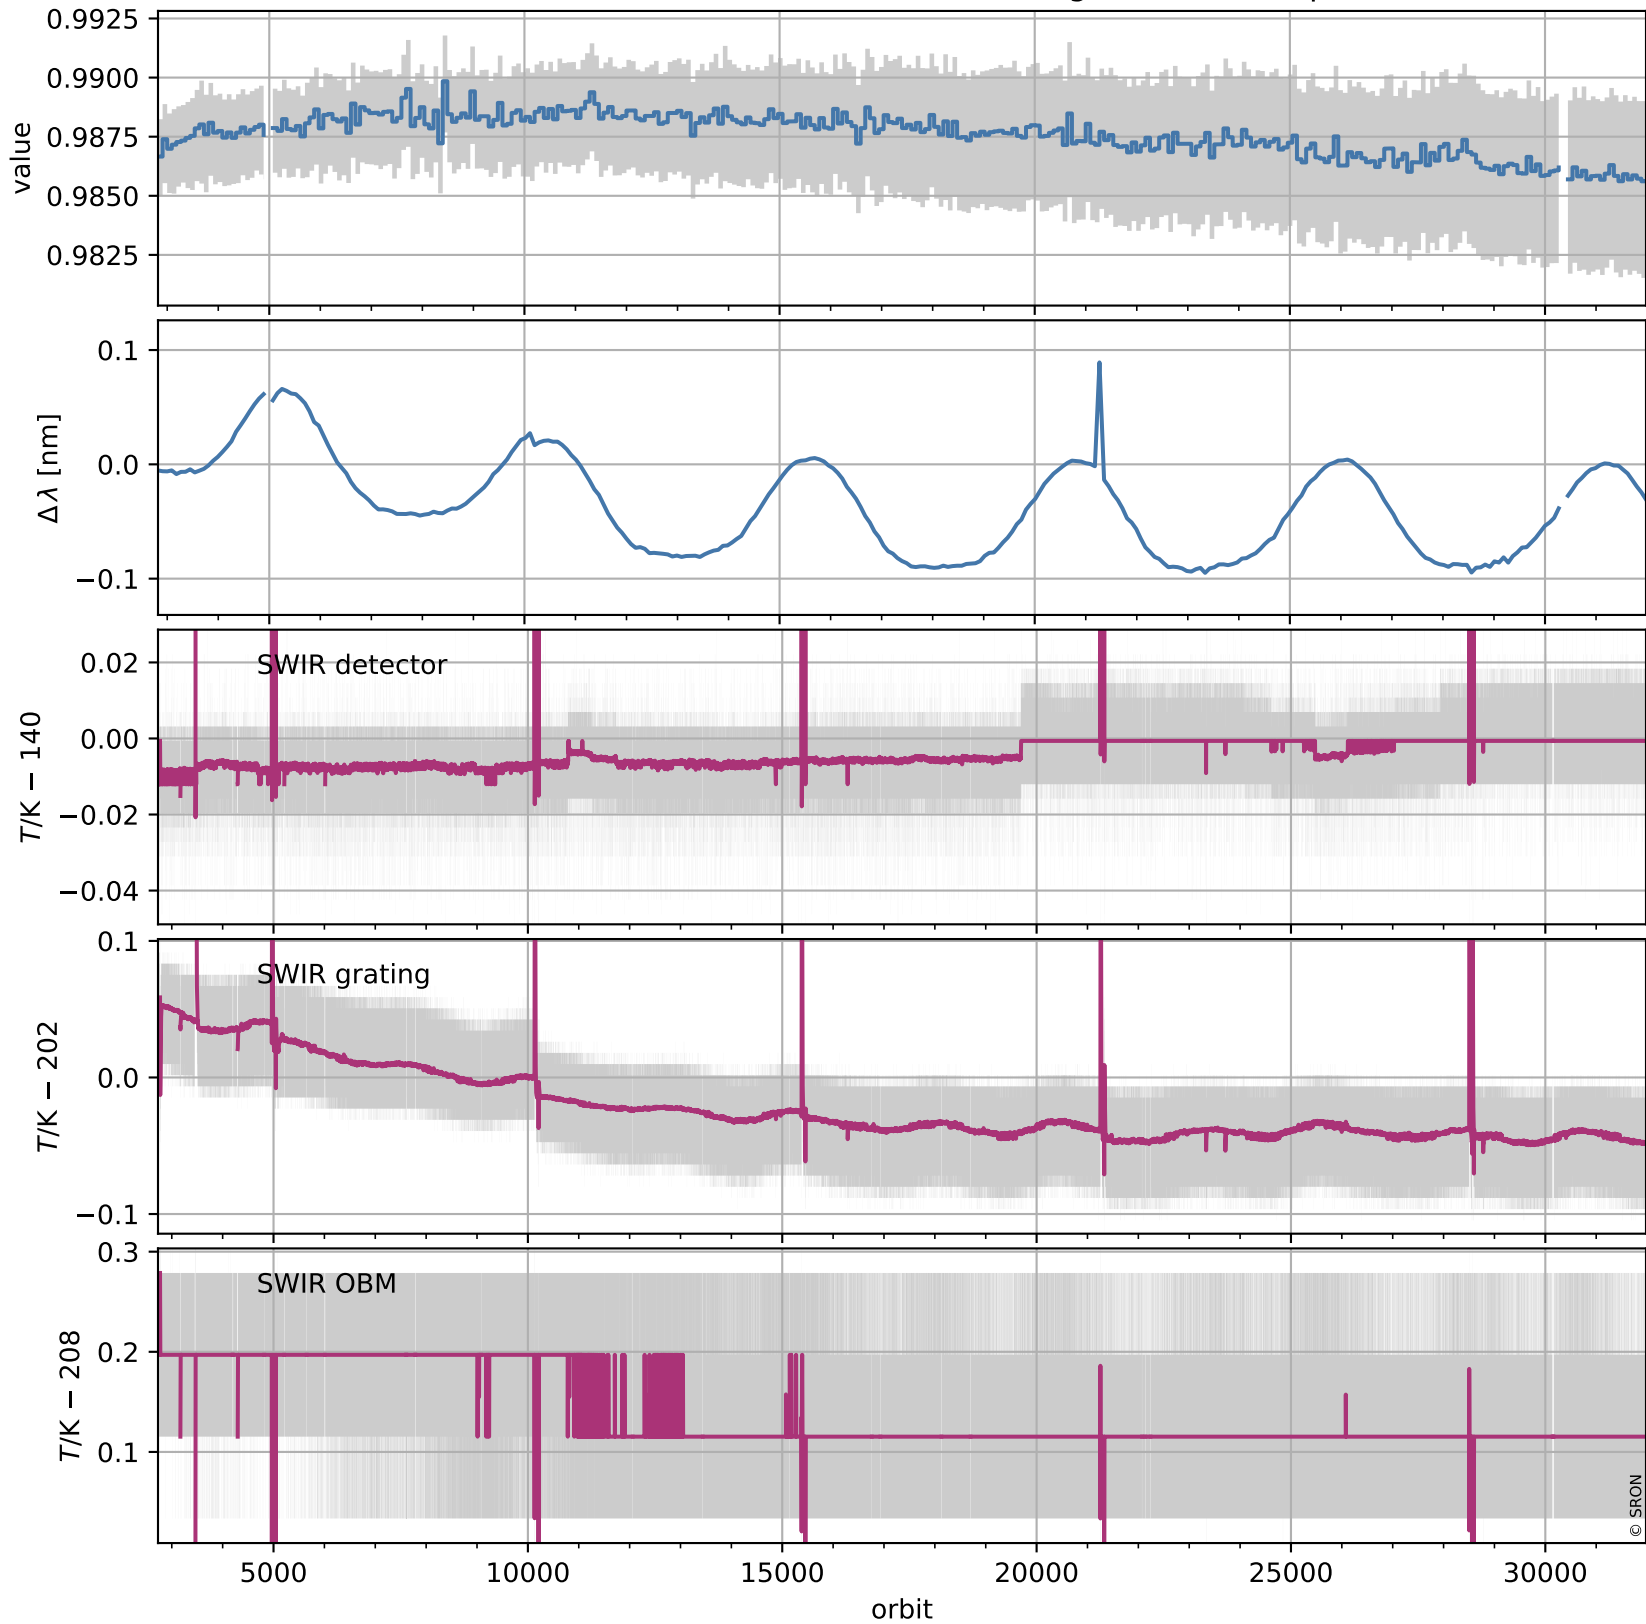 0.9925
0.9900
0.9875
0.9850
0.9825
value
0.1
0.0
−0.1
Δλ [nm]
SWIR detector
0.02
0.00
−0.02
−0.04
T/K − 140
SWIR grating
0.1
0.0
−0.1
T/K − 202
SWIR OBM
0.3
0.2
0.1
T/K − 208
© SRON
5000 10000 15000 20000 25000 30000
orbit